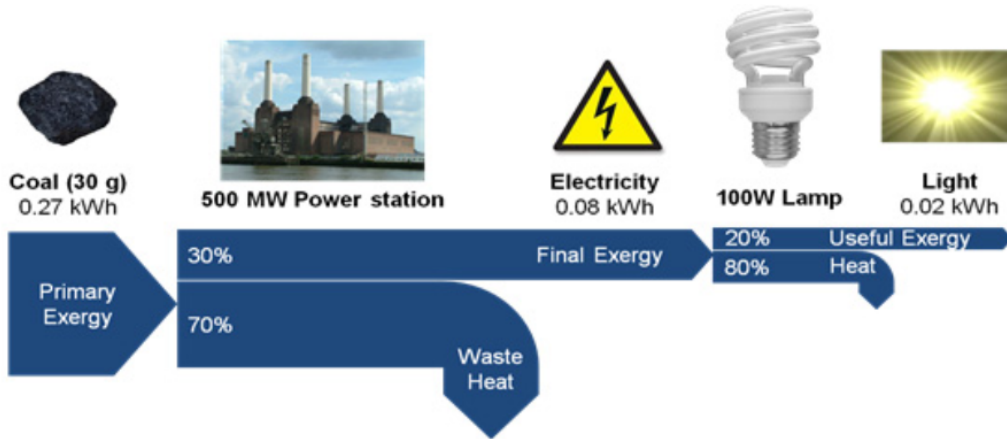 Coal (30 g)
0.27 kWh
500 MW Power station
Electricity
0.08 kWh
100W Lamp
Light
0.02 kWh
Primary
Exergy
30%
Final Exergy
70%
Waste
Heat
20%
Useful Exergy
80%
Heat